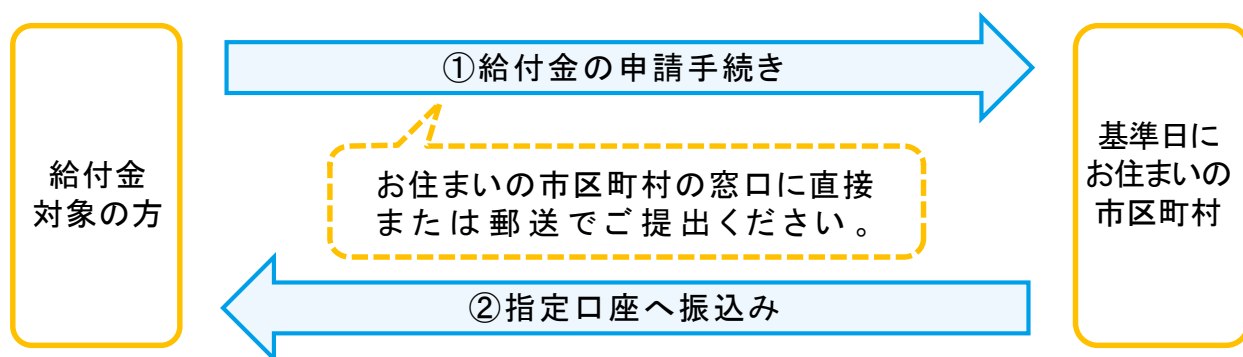 ①給付金の申請手続き
給付金
対象の方
お住まいの市区町村の窓口に直接
または郵送でご提出ください。
基準日に
お住まいの
市区町村
②指定口座へ振込み